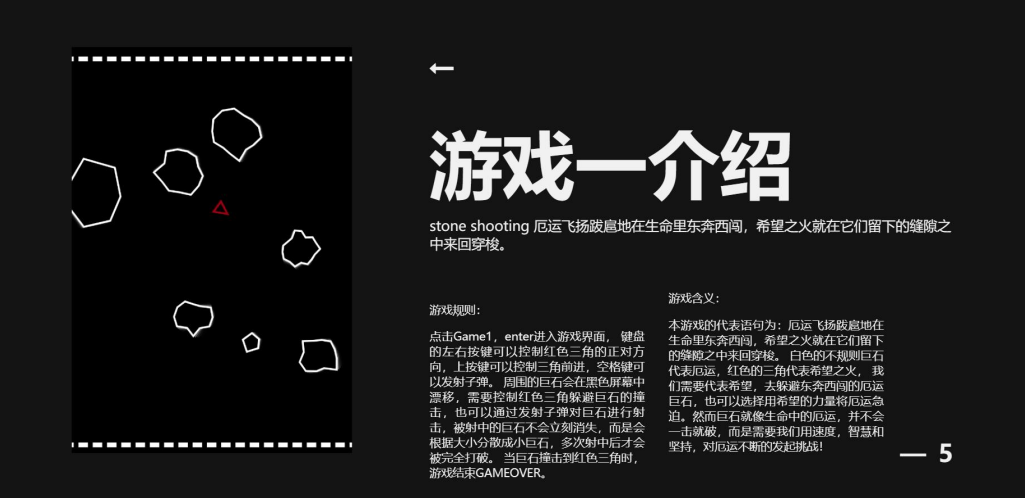 游戏一介绍
stone shooting 厄运飞扬跋扈地在生命里东奔西闯，希望之火就在它们留下的缝隙之
中来回穿梭。
游戏规则：
点击Game1，enter进入游戏界面， 键盘
的左右按键可以控制红色三角的正对方
向，上按键可以控制三角前进，空格键可
以发射子弹。 周围的巨石会在黑色屏幕中
漂移，需要控制红色三角躲避巨石的撞
击，也可以通过发射子弹对巨石进行射
击，被射中的巨石不会立刻消失，而是会
根据大小分散成小巨石，多次射中后才会
被完全打破。 当巨石撞击到红色三角时，
游戏结束GAMEOVER。
游戏含义：
本游戏的代表语句为：厄运飞扬跋扈地在
生命里东奔西闯，希望之火就在它们留下
的缝隙之中来回穿梭。 白色的不规则巨石
代表厄运，红色的三角代表希望之火， 我
们需要代表希望，去躲避东奔西闯的厄运
巨石，也可以选择用希望的力量将厄运急
迫。然而巨石就像生命中的厄运，并不会
一击就破，而是需要我们用速度，智慧和
坚持，对厄运不断的发起挑战！
— 5